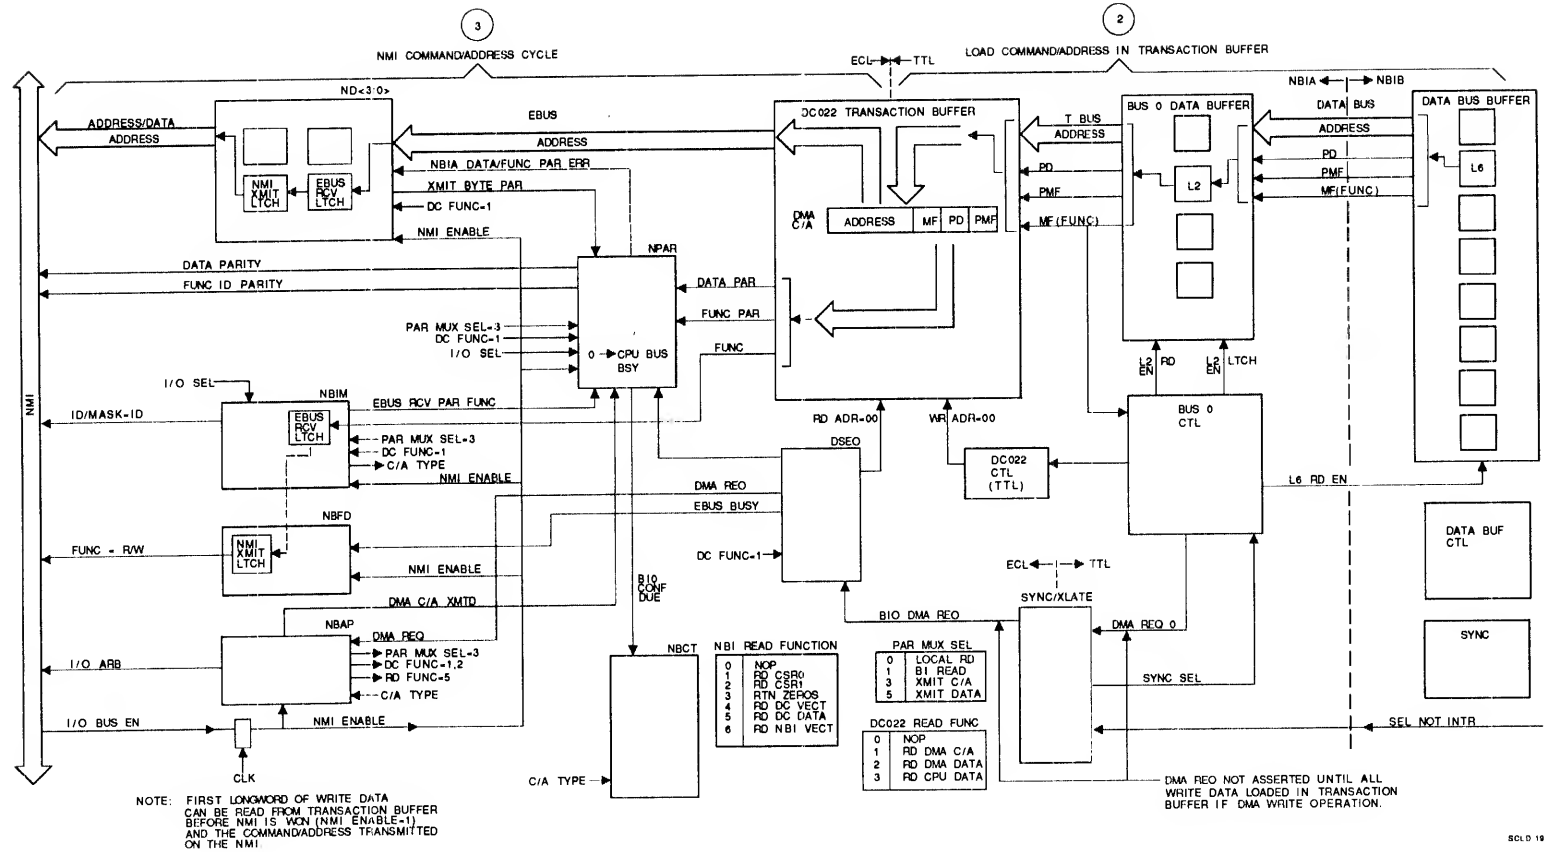 3
2
NMI COMMAND/ADDRESS CYCLE
LOAD COMMAND/ADDRESS IN TRANSACTION BUFFER
ECL
TTL
NBIA
NBIB
ND<3:0>
ADDRESS/DATA
ADDRESS
NMI XMIT LTCH
EBUS RCV LTCH
EBUS
ADDRESS
NBIA DATA/FUNC PAR ERR
XMIT BYTE PAR
DC FUNC=1
NMI ENABLE
DC022 TRANSACTION BUFFER
DMA C/A
ADDRESS
MF
PD
PMF
T BUS
ADDRESS
PD
PMF
MF(FUNC)
BUS 0 DATA BUFFER
L2
DATA BUS
ADDRESS
PD
PMF
MF(FUNC)
DATA BUS BUFFER
L6
NMI
DATA PARITY
FUNC ID PARITY
NPAR
PAR MUX SEL=3
DC FUNC=1
I/O SEL
0
CPU BUS
BSY
DATA PAR
FUNC PAR
FUNC
L2 EN
RD
L2 EN
LTCH
I/O SEL
NBIM
ID/MASK=ID
EBUS RCV LTCH
EBUS RCV PAR FUNC
PAR MUX SEL=3
DC FUNC=1
C/A TYPE
NMI ENABLE
RD ADR=00
WR ADR=00
DSEO
DC022
CTL
(TTL)
BUS 0
CTL
L6 RD EN
DMA REO
EBUS BUSY
DC FUNC=1
DATA BUF
CTL
NBFD
FUNC = R/W
NMI XMIT LTCH
NMI ENABLE
BIO CONF DUE
ECL
TTL
SYNC/XLATE
BIO DMA REO
DMA REQ 0
SYNC SEL
SYNC
DMA C/A XMTD
NBAP
I/O ARB
DMA REQ
PAR MUX SEL=3
DC FUNC=1,2
RD FUNC=5
C/A TYPE
I/O BUS EN
NMI ENABLE
CLK
NBCT
C/A TYPE
NBI READ FUNCTION
0 NOP
1 RD CSR0
2 RD CSR1
3 RTN ZEROS
4 RD DC VECT
5 RD DC DATA
6 RD NBI VECT
PAR MUX SEL
0 LOCAL RD
1 BI READ
3 XMIT C/A
5 XMIT DATA
DC022 READ FUNC
0 NOP
1 RD DMA C/A
2 RD DMA DATA
3 RD CPU DATA
SEL NOT INTR
DMA REO NOT ASSERTED UNTIL ALL
WRITE DATA LOADED IN TRANSACTION
BUFFER IF DMA WRITE OPERATION.
NOTE: FIRST LONGWORD OF WRITE DATA
CAN BE READ FROM TRANSACTION BUFFER
BEFORE NMI IS WON (NMI ENABLE=1)
AND THE COMMAND/ADDRESS TRANSMITTED
ON THE NMI.
SCLD 19